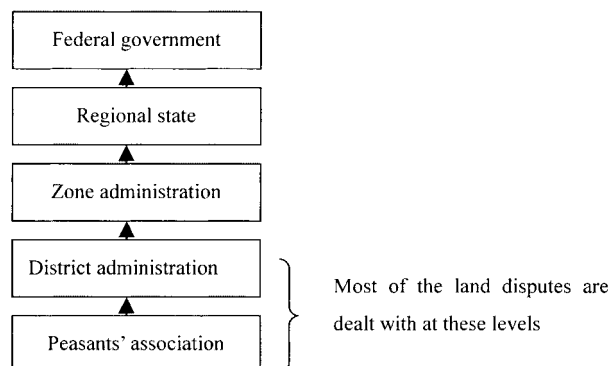 Federal government
Regional state
Zone administration
District administration
Most of the land disputes are
dealt with at these levels
Peasants' association